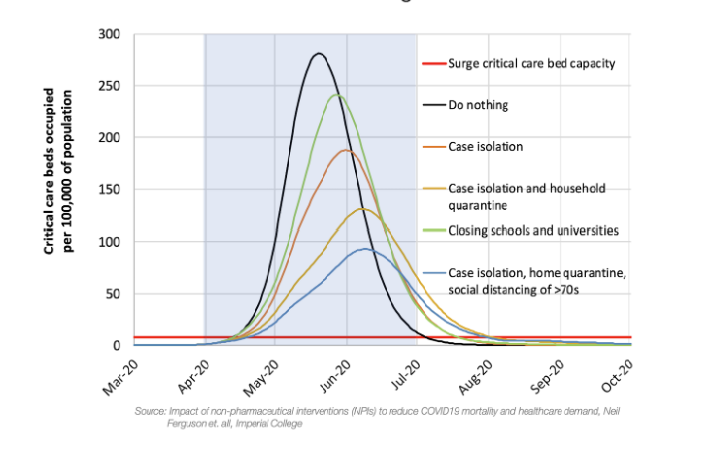 300
250
200
150
100
50
0
Critical care beds occupied
per 100,000 of population
Surge critical care bed capacity
Do nothing
Case isolation
Case isolation and household
quarantine
Closing schools and universities
Case isolation, home quarantine,
social distancing of >70s
Mar-20
Apr-20
May-20
Jun-20
Jul-20
Aug-20
Sep-20
Oct-20
Source: Impact of non-pharmaceutical interventions (NPIs) to reduce COVID19 mortality and healthcare demand, Neil
Ferguson et. all, Imperial College